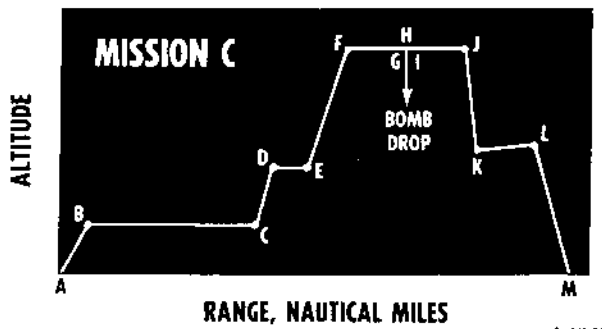 MISSION C
ALTITUDE
A
B
C
D
E
F
G
H
I
J
BOMB
DROP
K
L
M
RANGE, NAUTICAL MILES